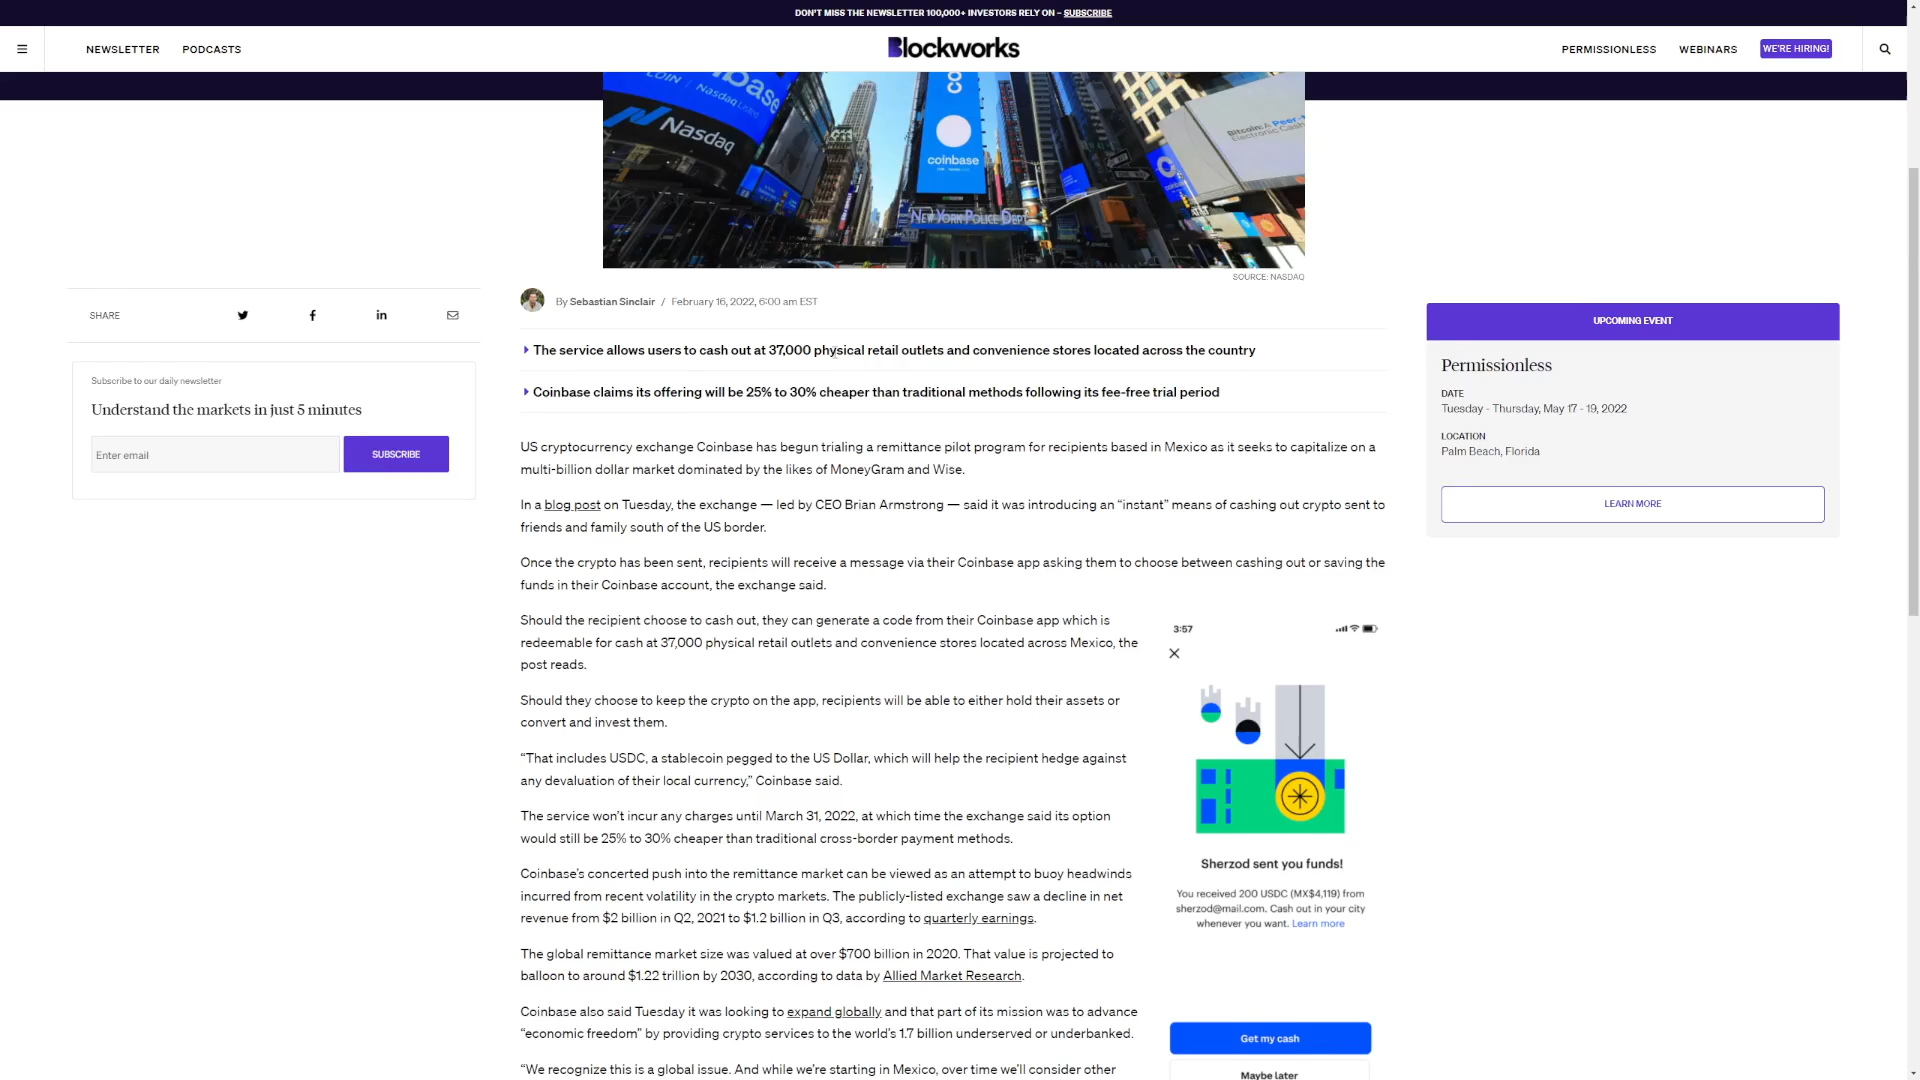 DON'T MISS THE NEWSLETTER 100,000+ INVESTORS RELY ON – SUBSCRIBE
NEWSLETTER
PODCASTS
Blockworks
PERMISSIONLESS
WEBINARS
WE'RE HIRING!
COIN / Nasdaq Listed
Nasdaq
coinbase
Bitcoin: A Peer-
Electronic Cash
NEW YORK POLICE DEPT
SOURCE: NASDAQ
SHARE
By Sebastian Sinclair / February 16, 2022, 6:00 am EST
The service allows users to cash out at 37,000 physical retail outlets and convenience stores located across the country
Coinbase claims its offering will be 25% to 30% cheaper than traditional methods following its fee-free trial period
Subscribe to our daily newsletter
Understand the markets in just 5 minutes
Enter email
SUBSCRIBE
US cryptocurrency exchange Coinbase has begun trialing a remittance pilot program for recipients based in Mexico as it seeks to capitalize on a
multi-billion dollar market dominated by the likes of MoneyGram and Wise.
In a blog post on Tuesday, the exchange — led by CEO Brian Armstrong — said it was introducing an “instant” means of cashing out crypto sent to
friends and family south of the US border.
Once the crypto has been sent, recipients will receive a message via their Coinbase app asking them to choose between cashing out or saving the
funds in their Coinbase account, the exchange said.
Should the recipient choose to cash out, they can generate a code from their Coinbase app which is
redeemable for cash at 37,000 physical retail outlets and convenience stores located across Mexico, the
post reads.
Should they choose to keep the crypto on the app, recipients will be able to either hold their assets or
convert and invest them.
“That includes USDC, a stablecoin pegged to the US Dollar, which will help the recipient hedge against
any devaluation of their local currency,” Coinbase said.
The service won’t incur any charges until March 31, 2022, at which time the exchange said its option
would still be 25% to 30% cheaper than traditional cross-border payment methods.
Coinbase’s concerted push into the remittance market can be viewed as an attempt to buoy headwinds
incurred from recent volatility in the crypto markets. The publicly-listed exchange saw a decline in net
revenue from $2 billion in Q2, 2021 to $1.2 billion in Q3, according to quarterly earnings.
The global remittance market size was valued at over $700 billion in 2020. That value is projected to
balloon to around $1.22 trillion by 2030, according to data by Allied Market Research.
Coinbase also said Tuesday it was looking to expand globally and that part of its mission was to advance
“economic freedom” by providing crypto services to the world’s 1.7 billion underserved or underbanked.
“We recognize this is a global issue. And while we’re starting in Mexico, over time we’ll consider other
3:57
Sherzod sent you funds!
You received 200 USDC (MX$4,119) from
sherzod@mail.com. Cash out in your city
whenever you want. Learn more
Get my cash
Maybe later
UPCOMING EVENT
Permissionless
DATE
Tuesday - Thursday, May 17 - 19, 2022
LOCATION
Palm Beach, Florida
LEARN MORE